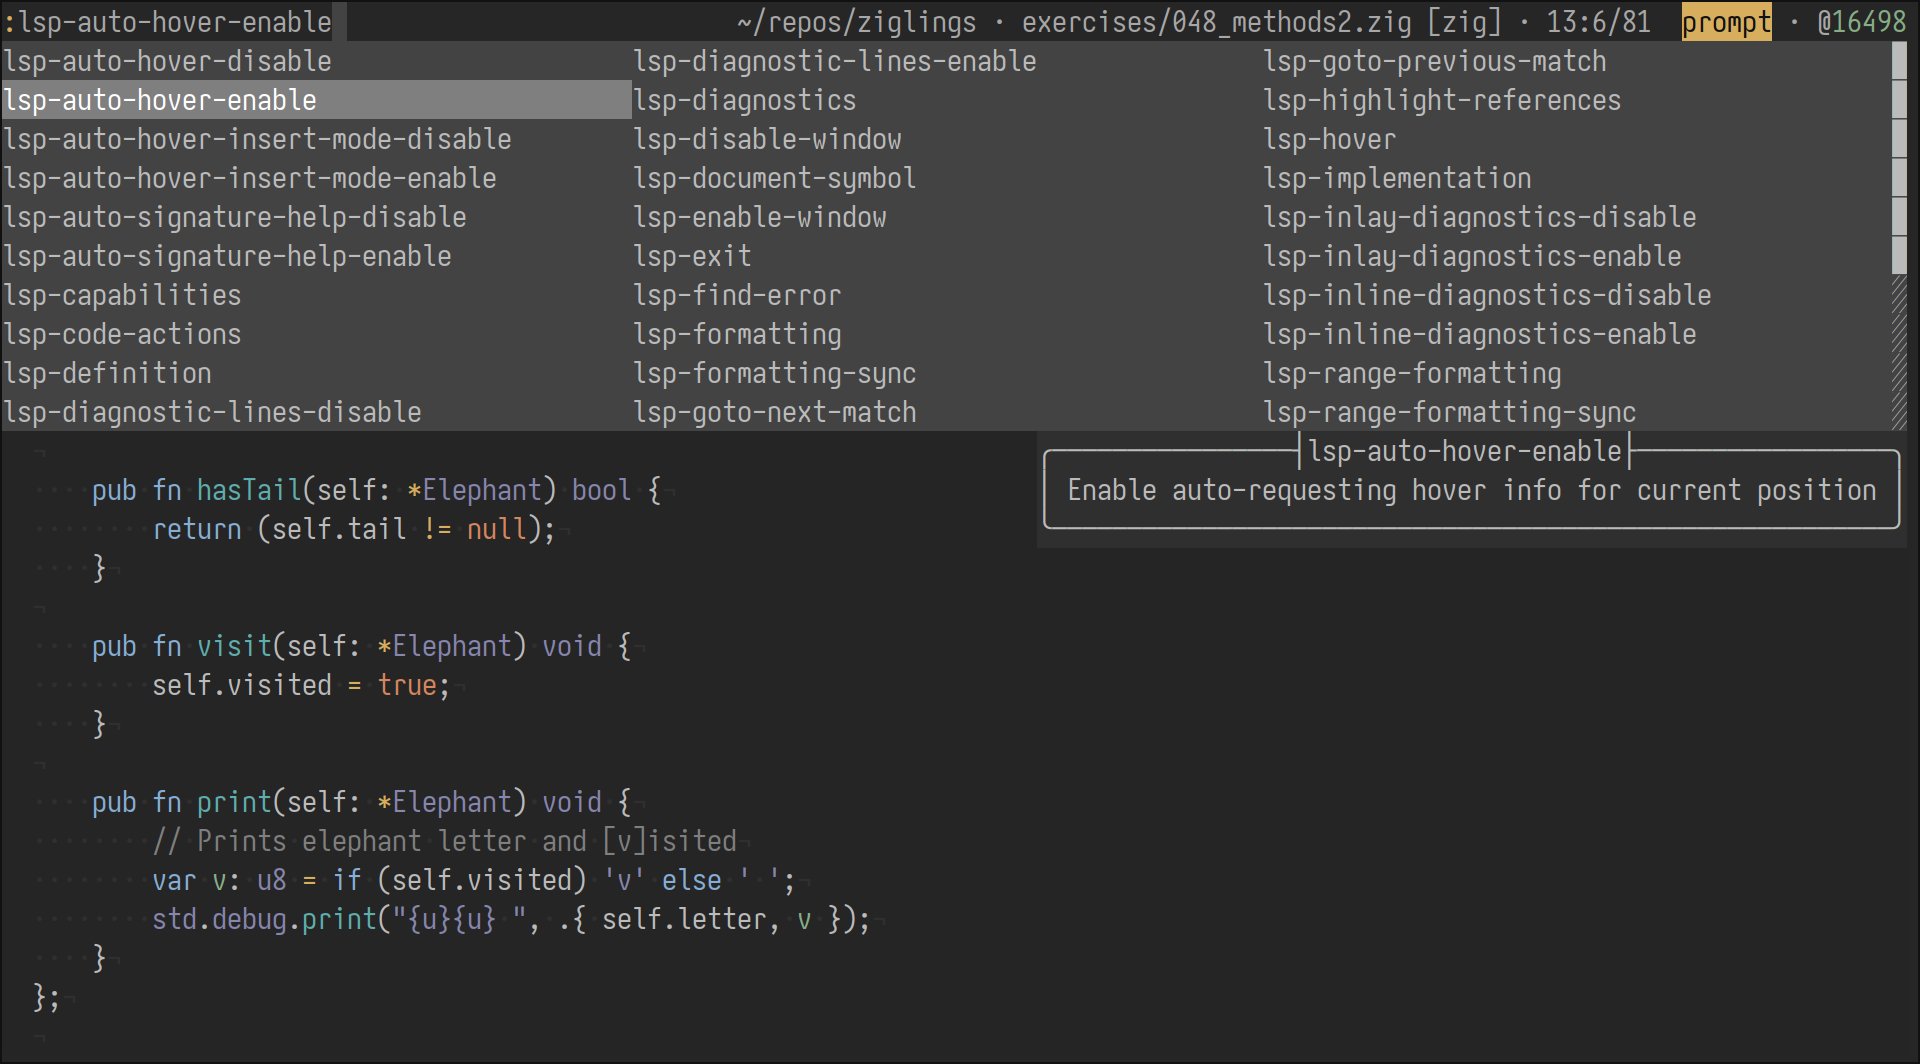 :lsp-auto-hover-enable ~/repos/ziglings · exercises/048_methods2.zig [zig] · 13:6/81 prompt · @16498
lsp-auto-hover-disable lsp-diagnostic-lines-enable lsp-goto-previous-match
lsp-auto-hover-enable lsp-diagnostics lsp-highlight-references
lsp-auto-hover-insert-mode-disable lsp-disable-window lsp-hover
lsp-auto-hover-insert-mode-enable lsp-document-symbol lsp-implementation
lsp-auto-signature-help-disable lsp-enable-window lsp-inlay-diagnostics-disable
lsp-auto-signature-help-enable lsp-exit lsp-inlay-diagnostics-enable
lsp-capabilities lsp-find-error lsp-inline-diagnostics-disable
lsp-code-actions lsp-formatting lsp-inline-diagnostics-enable
lsp-definition lsp-formatting-sync lsp-range-formatting
lsp-diagnostic-lines-disable lsp-goto-next-match lsp-range-formatting-sync
lsp-auto-hover-enable
Enable auto-requesting hover info for current position
pub fn hasTail(self: *Elephant) bool {
return (self.tail != null);
}
pub fn visit(self: *Elephant) void {
self.visited = true;
}
pub fn print(self: *Elephant) void {
// Prints elephant letter and [v]isited
var v: u8 = if (self.visited) 'v' else ' ';
std.debug.print("{u}{u} ", .{ self.letter, v });
}
};